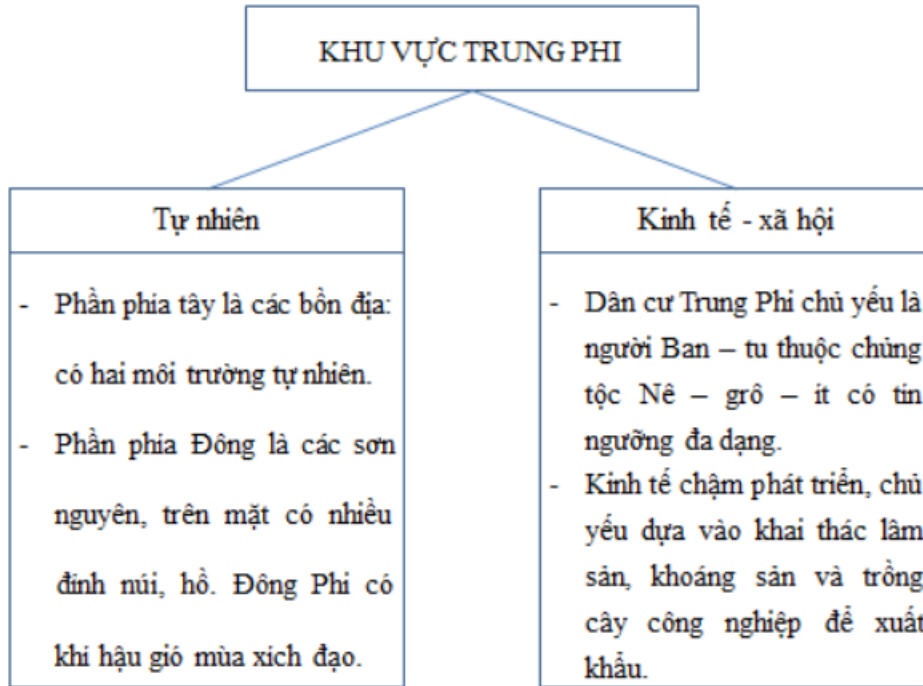 KHU VỰC TRUNG PHI
Tự nhiên
- Phần phía tây là các bồn địa:
có hai môi trường tự nhiên.
- Phần phía Đông là các sơn
nguyên, trên mặt có nhiều
đỉnh núi, hồ. Đông Phi có
khí hậu gió mùa xích đạo.
Kinh tế - xã hội
- Dân cư Trung Phi chủ yếu là
người Ban – tu thuộc chủng
tộc Nê – grô – ít có tín
ngưỡng đa dạng.
- Kinh tế chậm phát triển, chủ
yếu dựa vào khai thác lâm
sản, khoáng sản và trồng
cây công nghiệp để xuất
khẩu.